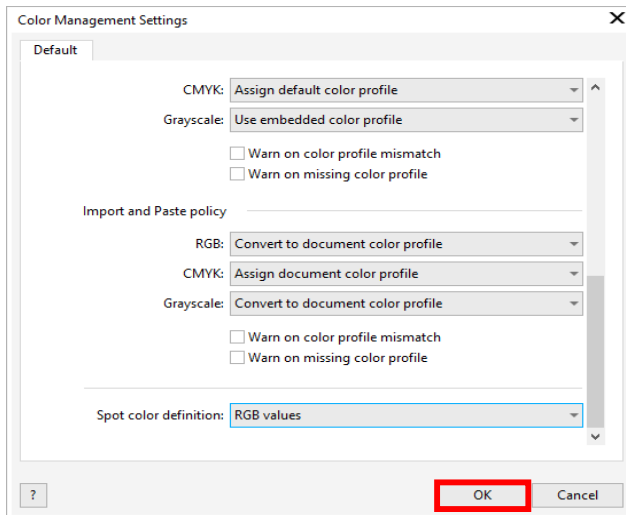 Color Management Settings
Default
CMYK: Assign default color profile
Grayscale: Use embedded color profile
Warn on color profile mismatch
Warn on missing color profile
Import and Paste policy
RGB: Convert to document color profile
CMYK: Assign document color profile
Grayscale: Convert to document color profile
Warn on color profile mismatch
Warn on missing color profile
Spot color definition: RGB values
? OK Cancel